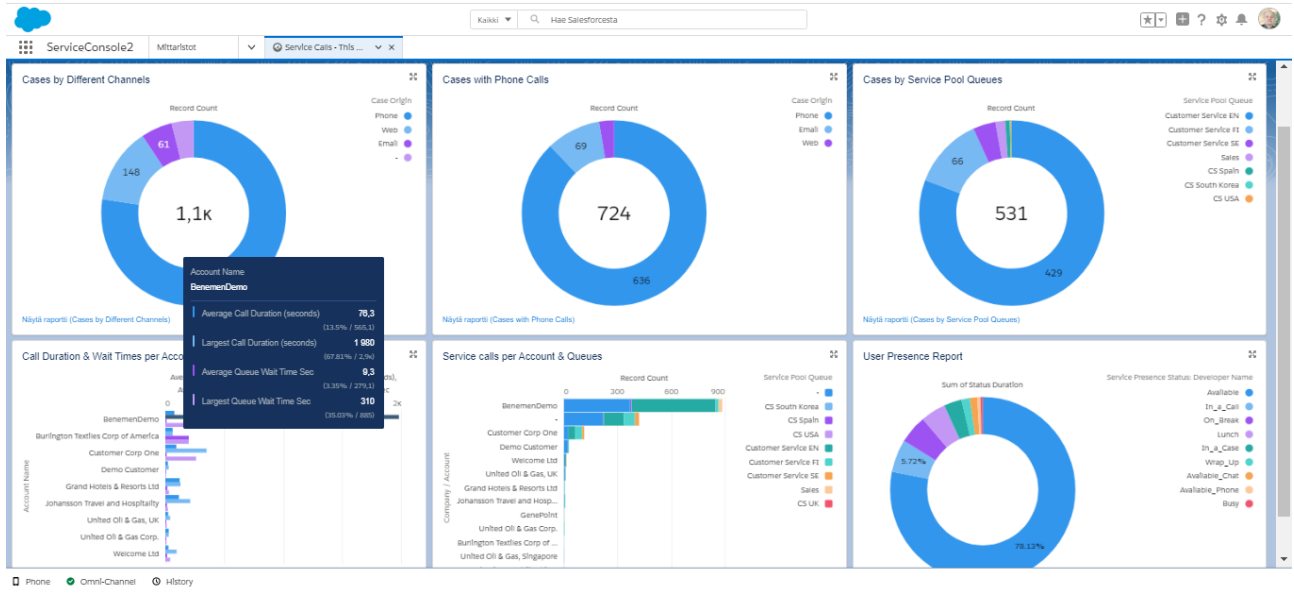 Kaikki
Hae Salesforcesta
ServiceConsole2
Mittaristot
Service Calls - This ...
Cases by Different Channels
Record Count
Case Origin
Phone
Web
Email
-
61
148
1,1K
Näytä raportti (Cases by Different Channels)
Cases with Phone Calls
Record Count
Case Origin
Phone
Email
Web
69
724
636
Näytä raportti (Cases with Phone Calls)
Cases by Service Pool Queues
Record Count
Service Pool Queue
Customer Service EN
Customer Service FI
Customer Service SE
Sales
CS Spain
CS South Korea
CS USA
66
531
429
Näytä raportti (Cases by Service Pool Queues)
Account Name
BenemenDemo
Average Call Duration (seconds) 76,3
(13.5% / 565,1)
Largest Call Duration (seconds) 1 980
(67.81% / 2,9k)
Average Queue Wait Time Sec 9,3
(3.35% / 279,1)
Largest Queue Wait Time Sec 310
(35.03% / 885)
Call Duration & Wait Times per Acco
0
2K
Account Name
BenemenDemo
Burlington Textiles Corp of America
Customer Corp One
Demo Customer
Grand Hotels & Resorts Ltd
Johansson Travel and Hospitality
United Oil & Gas, UK
United Oil & Gas Corp.
Welcome Ltd
Service calls per Account & Queues
Record Count
0 300 600 900
Company / Account
BenemenDemo
-
Customer Corp One
Demo Customer
Welcome Ltd
United Oil & Gas, UK
Grand Hotels & Resorts Ltd
Johansson Travel and Hosp...
GenePoint
United Oil & Gas Corp.
Burlington Textiles Corp of ...
United Oil & Gas, Singapore
Service Pool Queue
-
CS South Korea
CS Spain
CS USA
Customer Service EN
Customer Service FI
Customer Service SE
Sales
CS UK
User Presence Report
Sum of Status Duration
Service Presence Status: Developer Name
Available
In_a_Call
On_Break
Lunch
In_a_Case
Wrap_Up
Available_Chat
Available_Phone
Busy
5.72%
78.13%
Phone
Omni-Channel
History